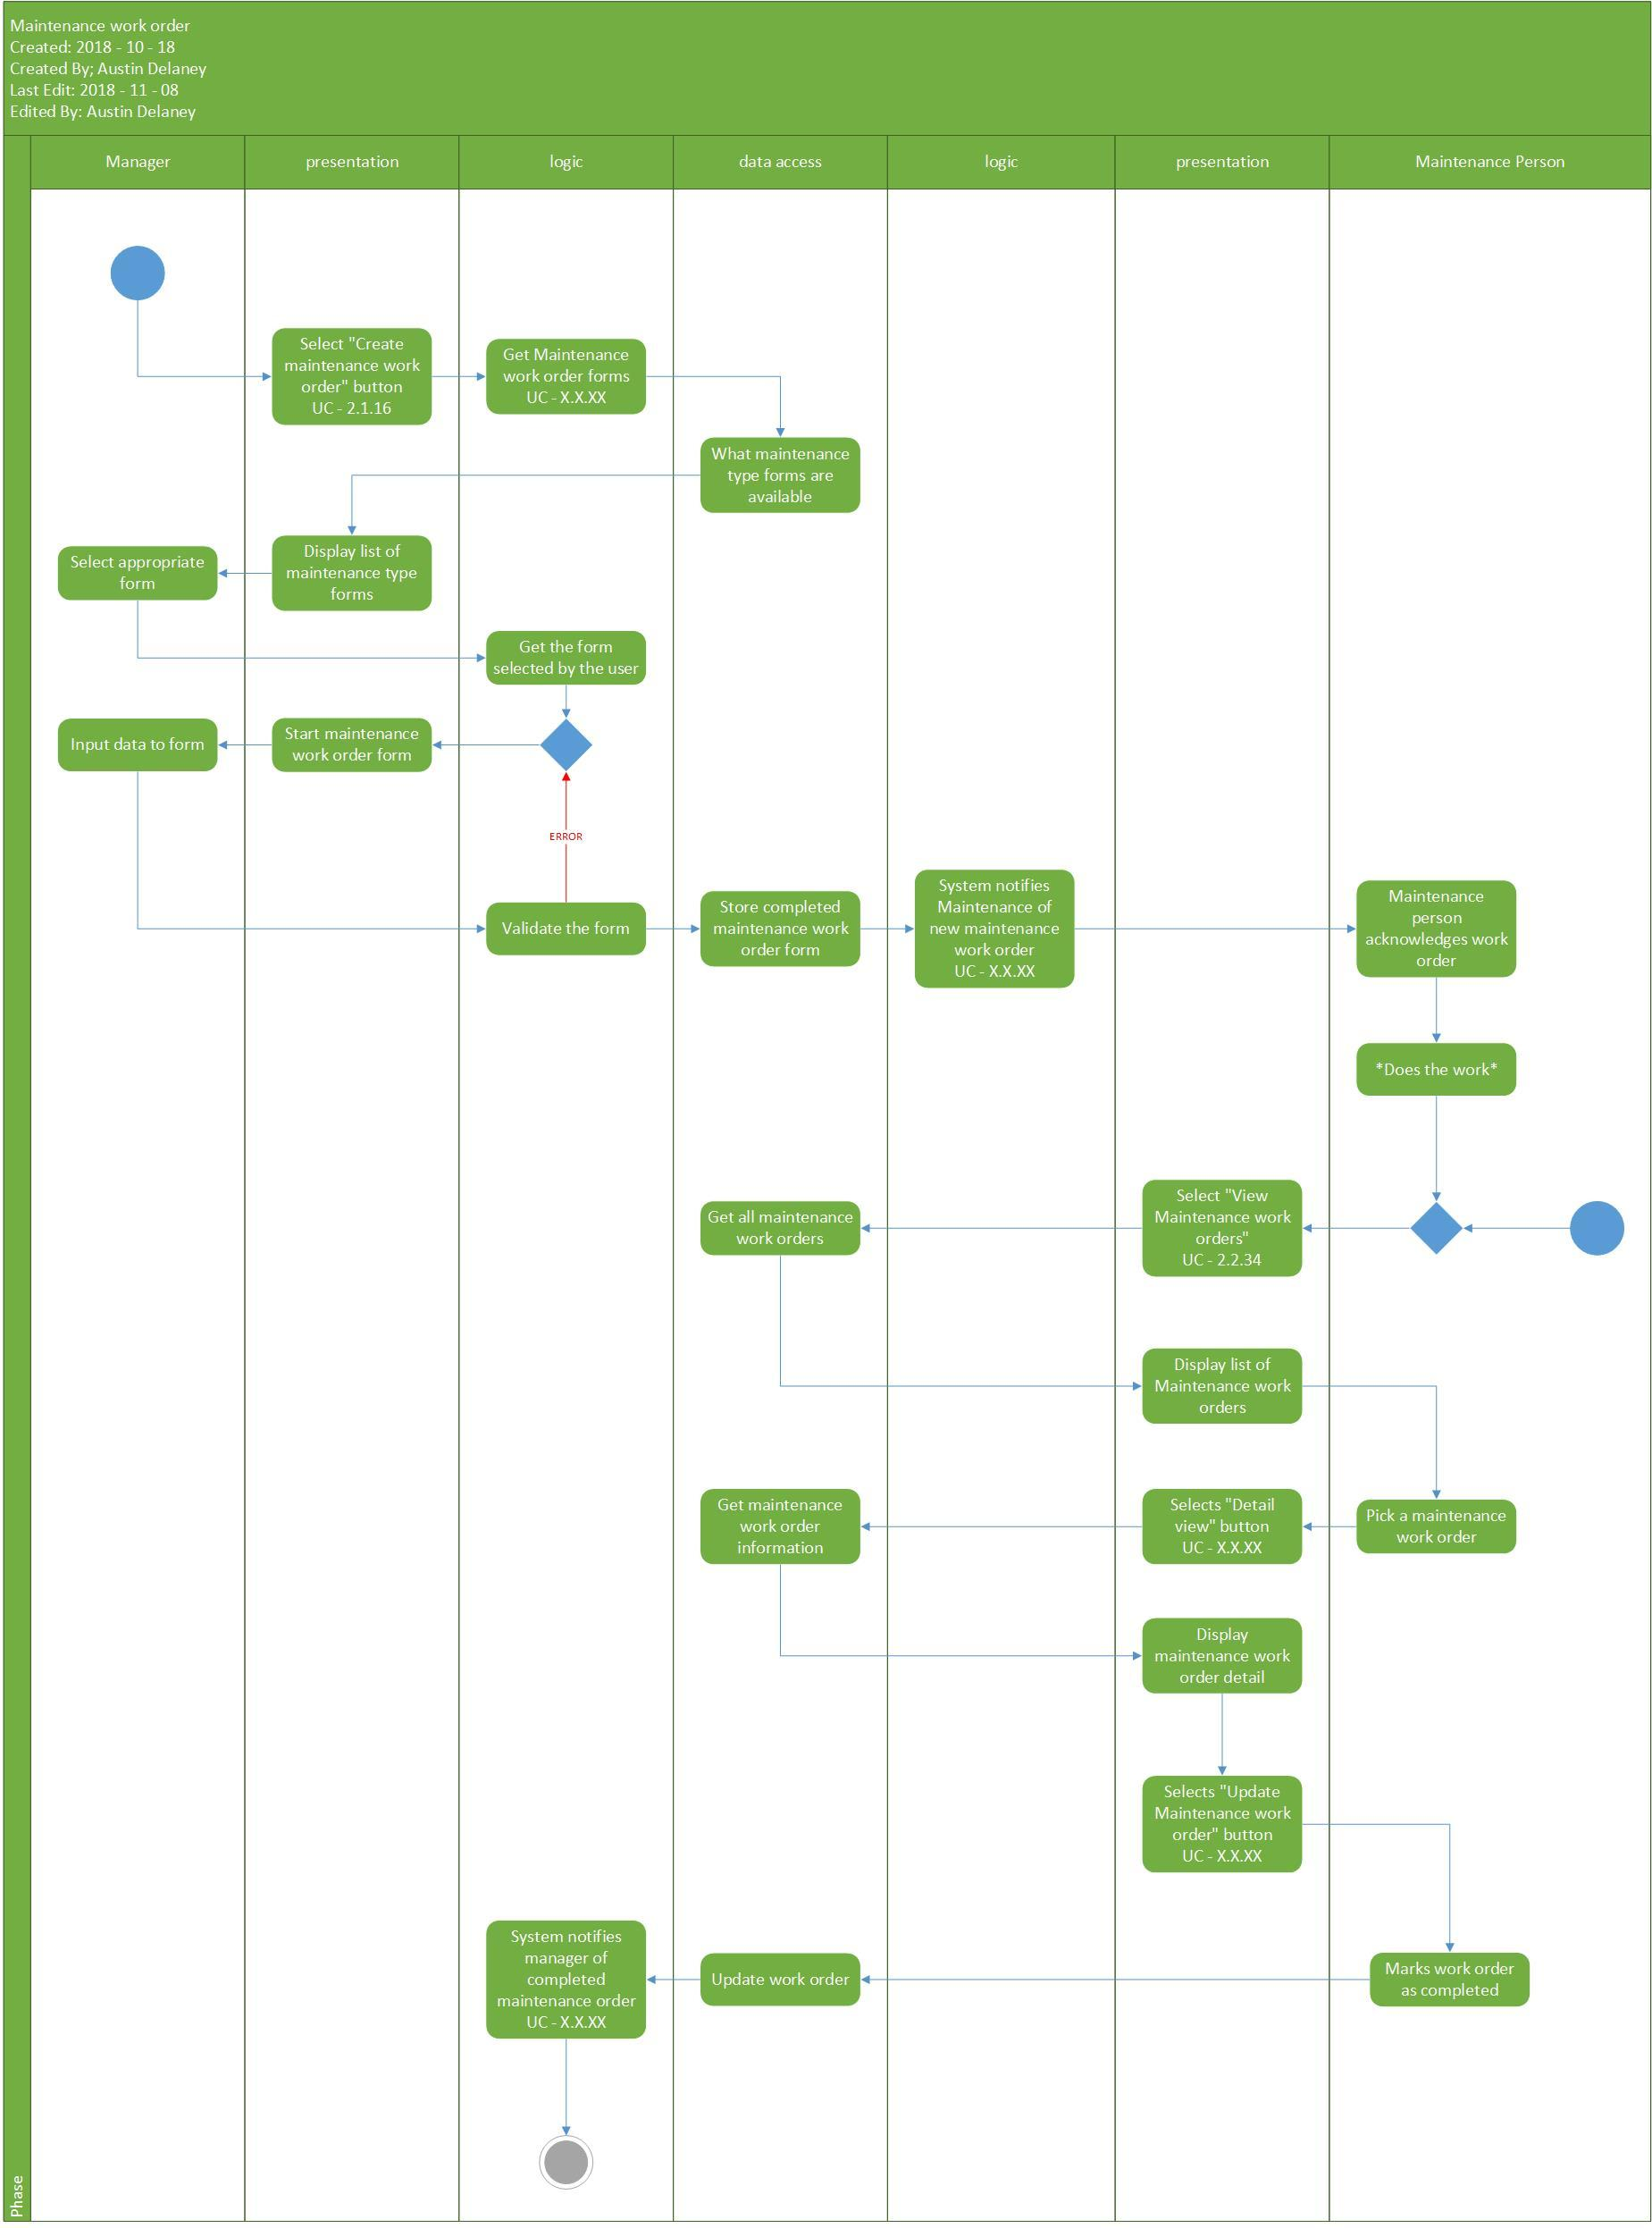 Maintenance work order
Created: 2018 - 10 - 18
Created By; Austin Delaney
Last Edit: 2018 - 11 - 08
Edited By: Austin Delaney
Phase
Manager
presentation
logic
data access
logic
presentation
Maintenance Person
Select "Create
maintenance work
order" button
UC - 2.1.16
Get Maintenance
work order forms
UC - X.X.XX
What maintenance
type forms are
available
Display list of
maintenance type
forms
Select appropriate
form
Get the form
selected by the user
Start maintenance
work order form
Input data to form
ERROR
Validate the form
Store completed
maintenance work
order form
System notifies
Maintenance of
new maintenance
work order
UC - X.X.XX
Maintenance
person
acknowledges work
order
*Does the work*
Select "View
Maintenance work
orders"
UC - 2.2.34
Get all maintenance
work orders
Display list of
Maintenance work
orders
Pick a maintenance
work order
Selects "Detail
view" button
UC - X.X.XX
Get maintenance
work order
information
Display
maintenance work
order detail
Selects "Update
Maintenance work
order" button
UC - X.X.XX
Marks work order
as completed
Update work order
System notifies
manager of
completed
maintenance order
UC - X.X.XX